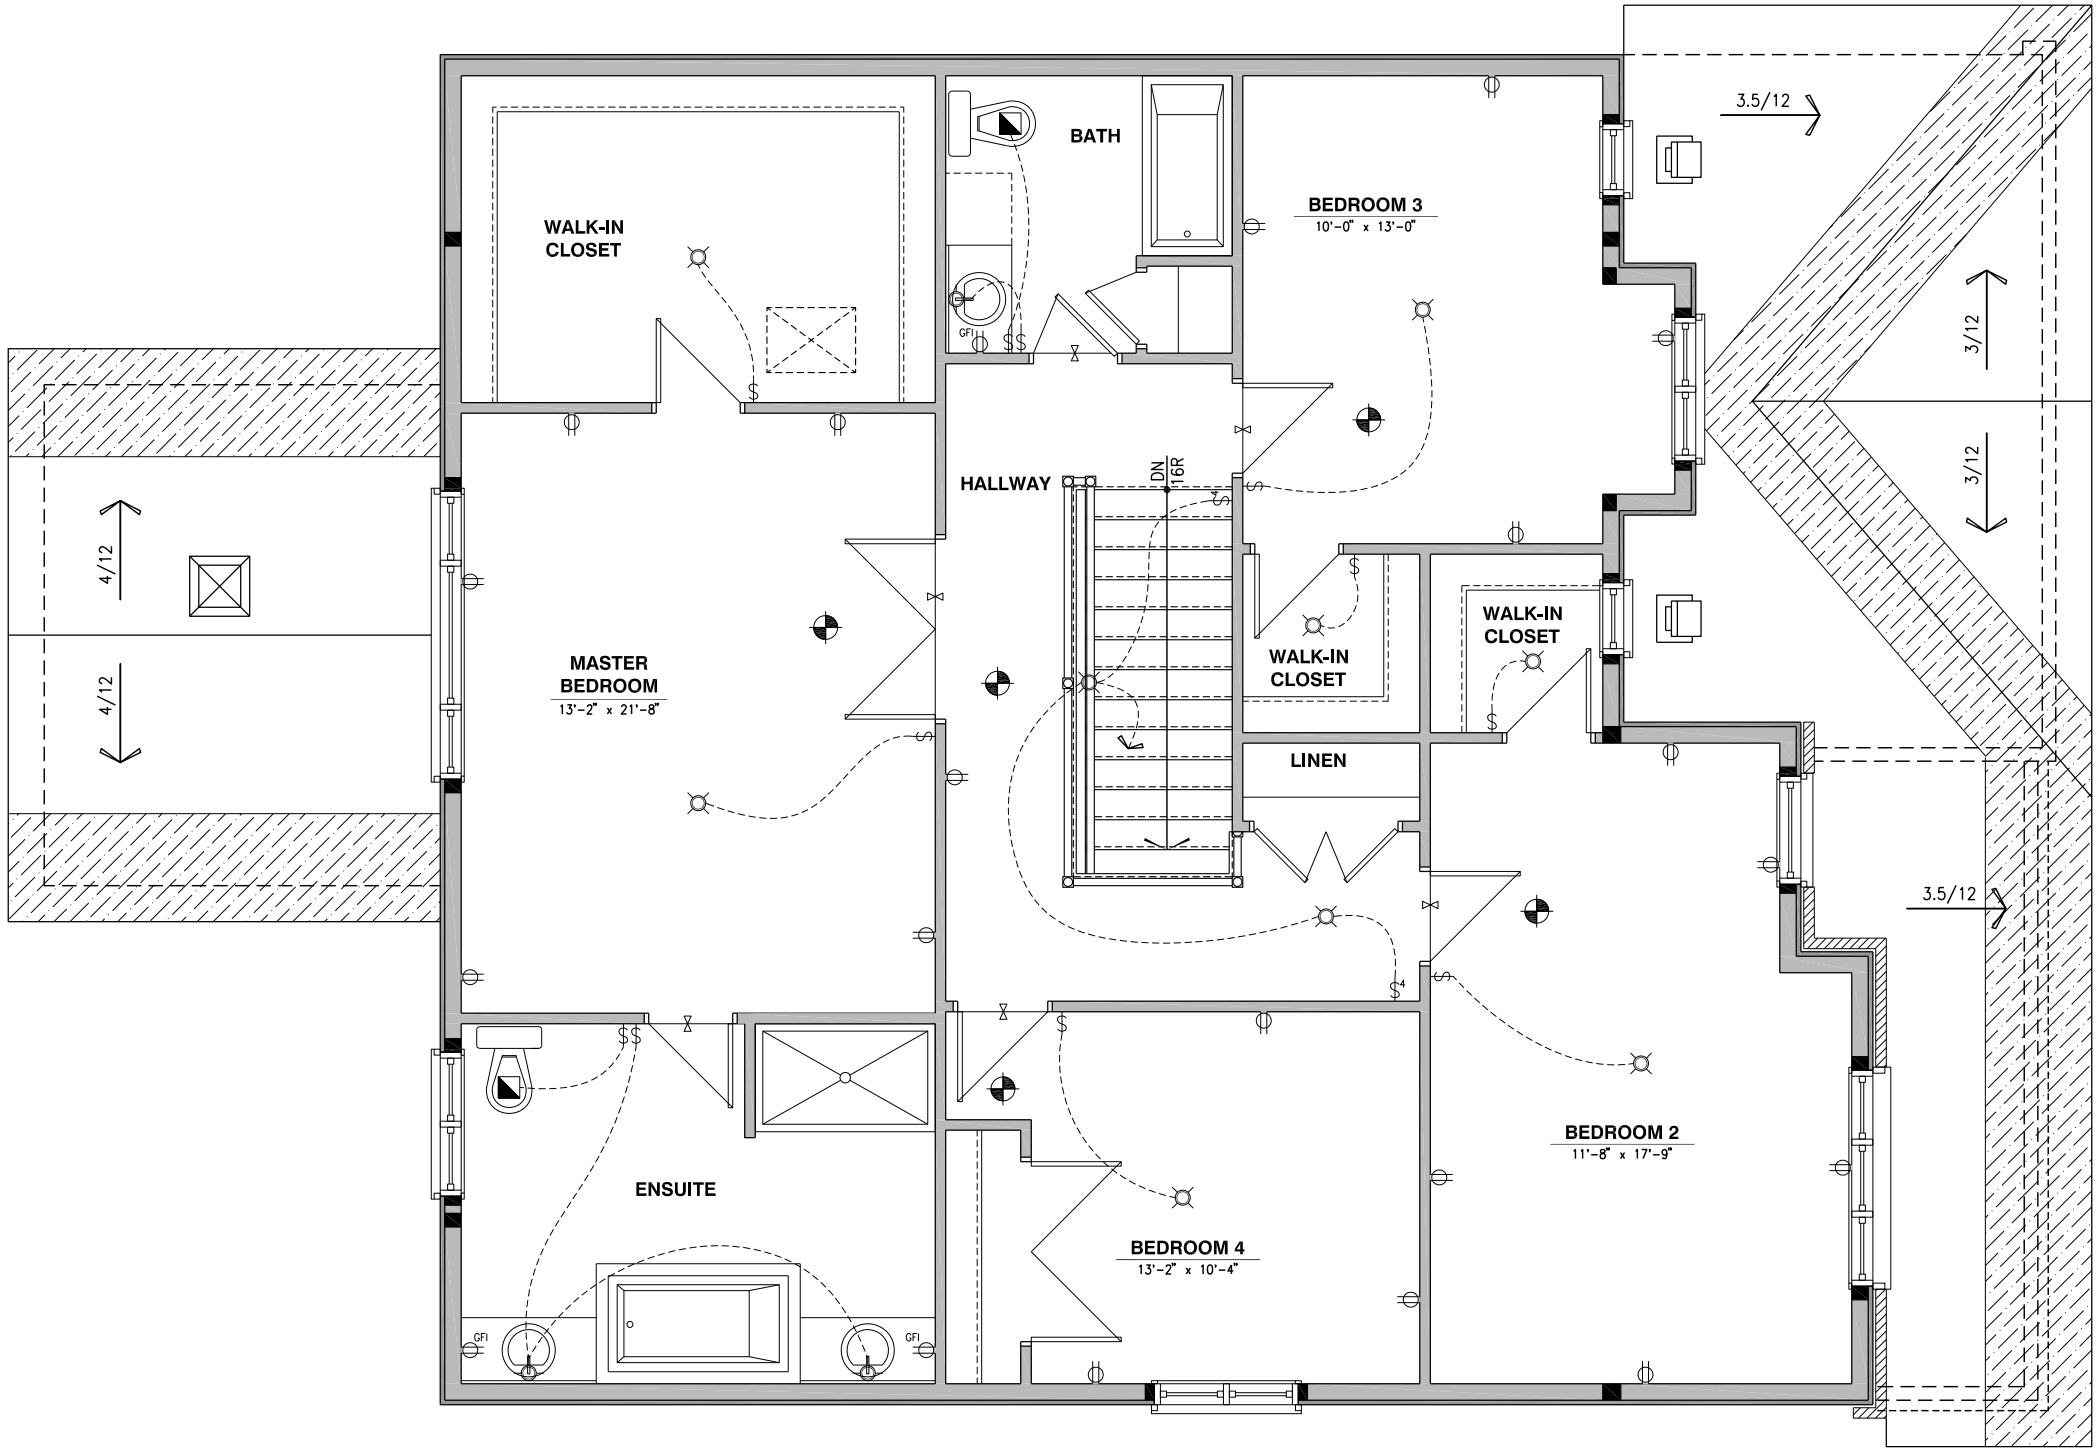 3.5/12
BATH
BEDROOM 3
10'-0" x 13'-0"
WALK-IN
CLOSET
GFI
$$
$
3/12
3/12
HALLWAY
DN
16R
$
$4
4/12
4/12
$
WALK-IN
CLOSET
WALK-IN
CLOSET
$
MASTER
BEDROOM
13'-2" x 21'-8"
$
LINEN
3.5/12
$
$4
$$
$
BEDROOM 2
11'-8" x 17'-9"
ENSUITE
BEDROOM 4
13'-2" x 10'-4"
GFI
GFI